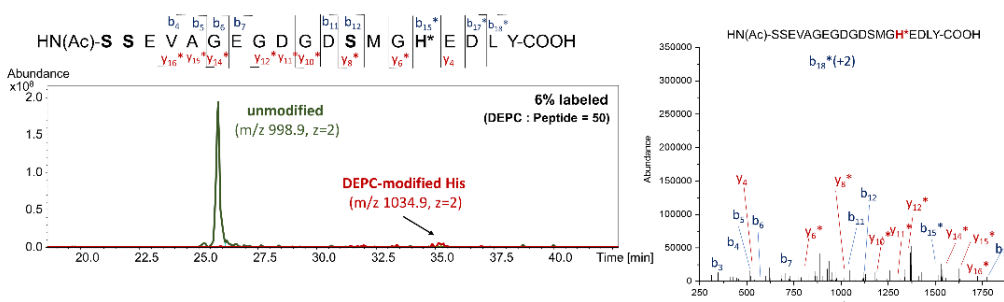 b4 b5 b6 b7 b11 b12 b15* b17* b18*
HN(Ac)-S S E V A G E G D G D S M G H* E D L Y-COOH
y16* y15* y14* y12* y11* y10* y8* y6* y4
Abundance
x10⁸
2.0
1.5
1.0
0.5
0.0
unmodified
(m/z 998.9, z=2)
6% labeled
(DEPC : Peptide = 50)
DEPC-modified His
(m/z 1034.9, z=2)
20.0 22.5 25.0 27.5 30.0 32.5 35.0 37.5 40.0 Time [min]
HN(Ac)-SSEVAGEGDGDSMGH*EDLY-COOH
b18*(+2)
Abundance
350000
300000
250000
200000
150000
100000
50000
0
b3
b4
b5
y4
b6
b7
y6*
y8*
b11
b12
y10*
y11*
y12*
b15*
y14*
y16*
y15*
b
250 500 750 1000 1250 1500 1750